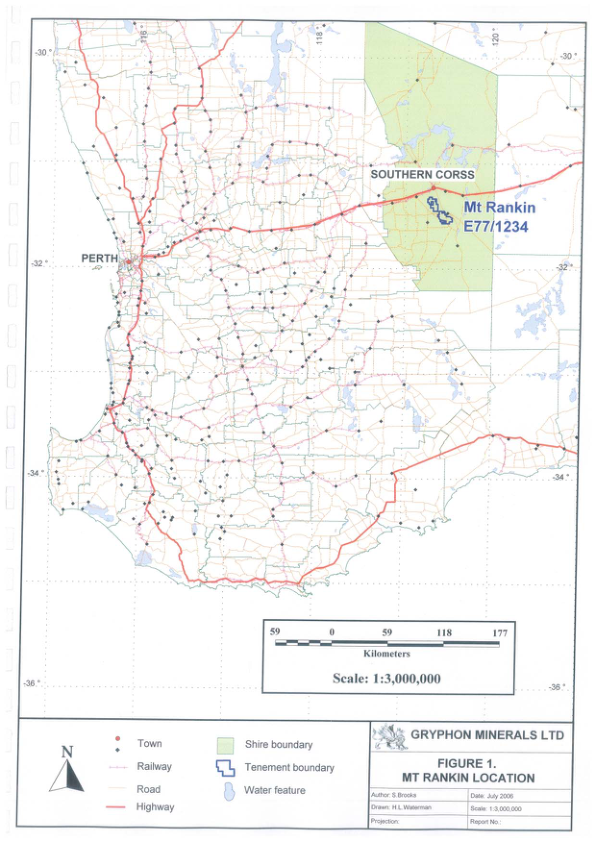 116°
118°
120°
-30°
-30°
SOUTHERN CORSS
Mt Rankin
E77/1234
PERTH
-32°
-32°
-34°
-34°
59 0 59 118 177
Kilometers
Scale: 1:3,000,000
-36°
-36°
N
Town
Railway
Road
Highway
Shire boundary
Tenement boundary
Water feature
GRYPHON MINERALS LTD
FIGURE 1.
MT RANKIN LOCATION
Author: S.Brooks
Date: July 2006
Drawn: H.L.Waterman
Scale: 1:3,000,000
Projection:
Report No.: